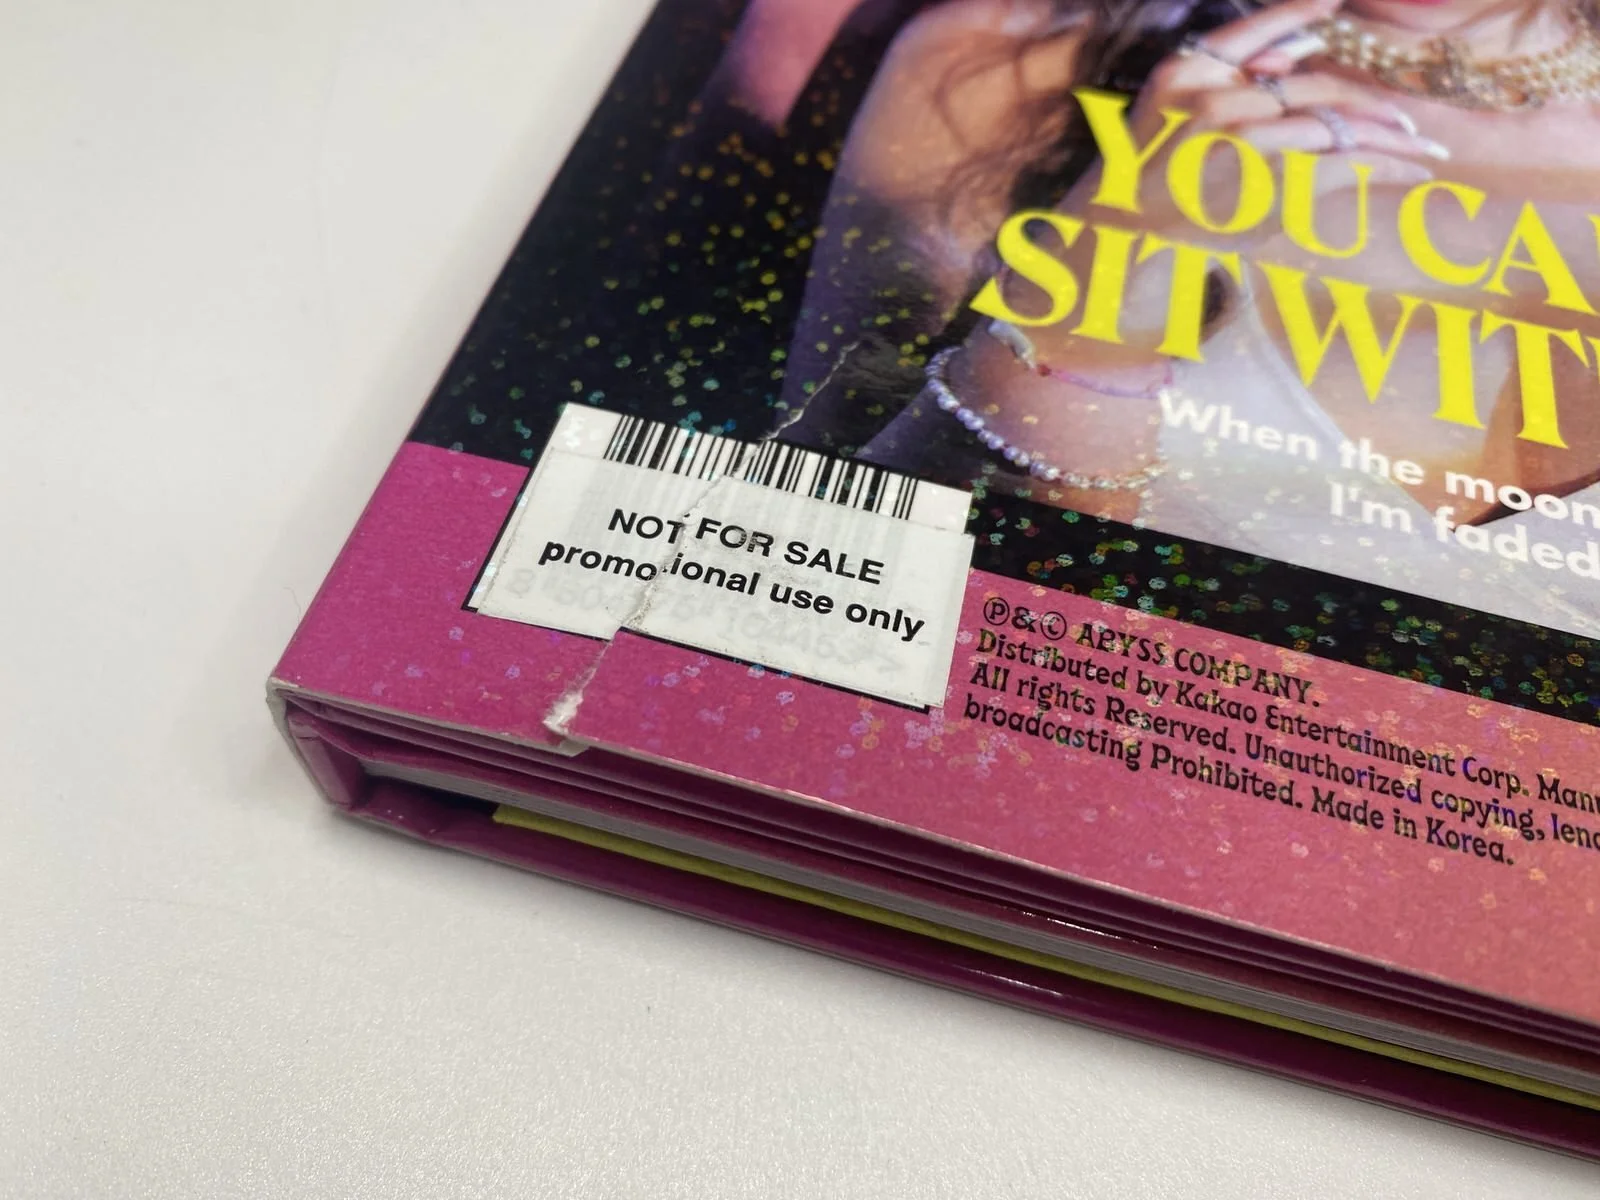 YOU CA
SIT WIT
When the moon
I'm faded
NOT FOR SALE
promotional use only
℗&© ABYSS COMPANY.
Distributed by Kakao Entertainment Corp. Manu
All rights Reserved. Unauthorized copying, lend
broadcasting Prohibited. Made in Korea.